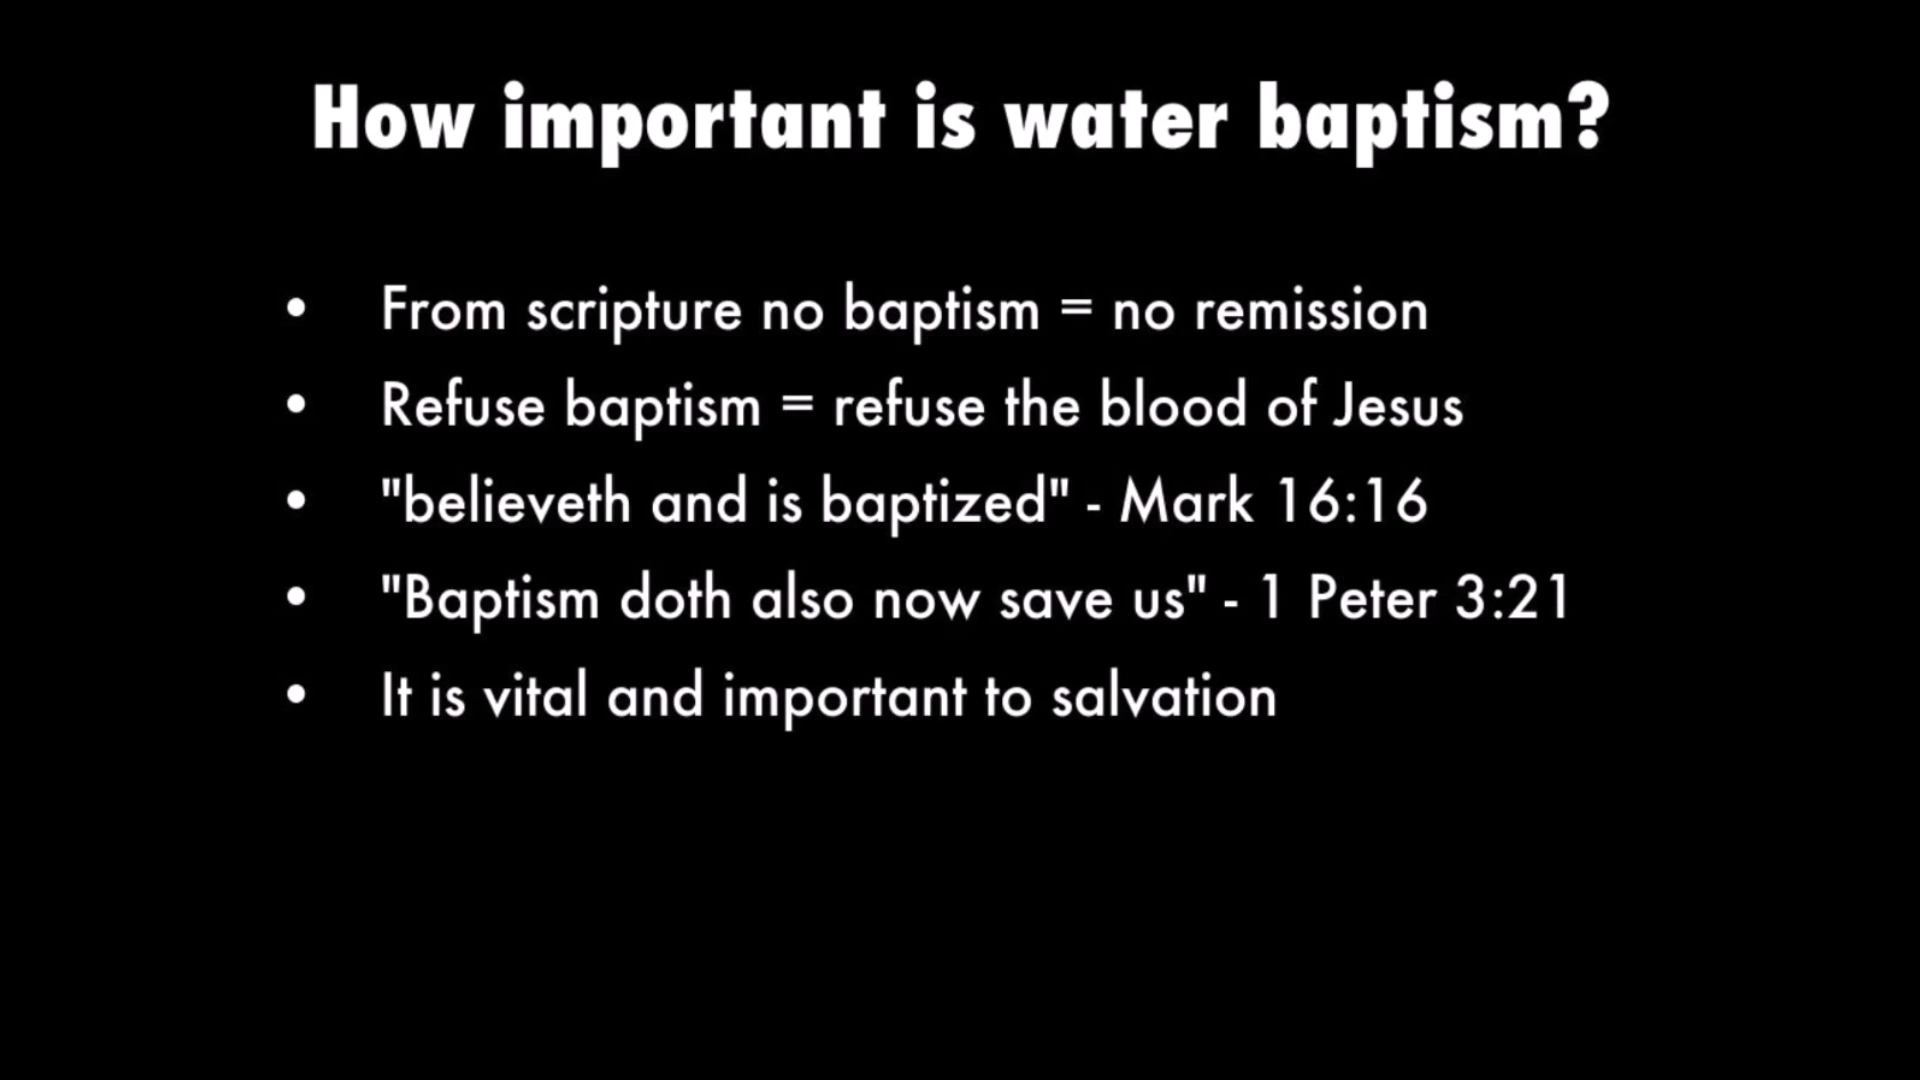 How important is water baptism?
• From scripture no baptism = no remission
• Refuse baptism = refuse the blood of Jesus
• "believeth and is baptized" - Mark 16:16
• "Baptism doth also now save us" - 1 Peter 3:21
• It is vital and important to salvation